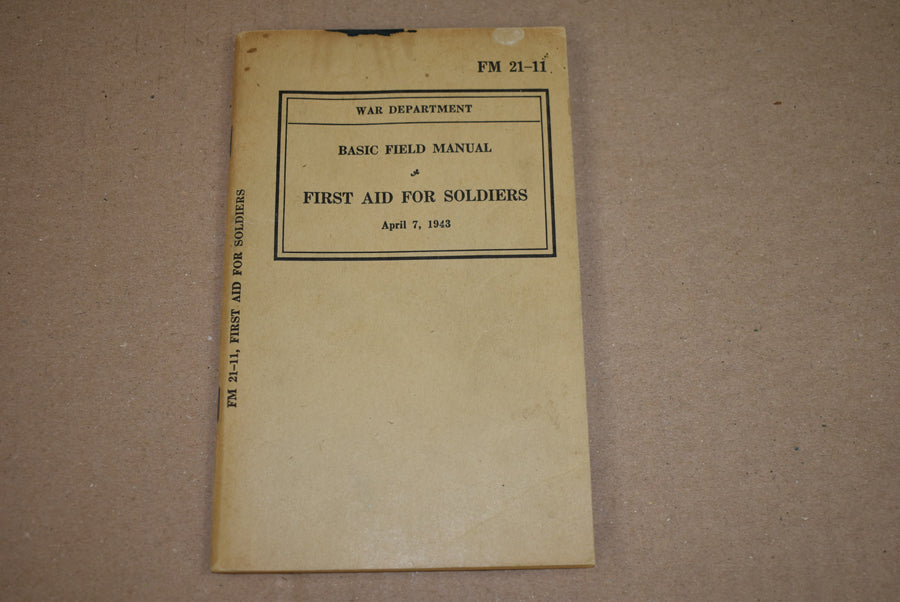 FM 21-11
WAR DEPARTMENT
BASIC FIELD MANUAL
FIRST AID FOR SOLDIERS
April 7, 1943
FM 21-11, FIRST AID FOR SOLDIERS